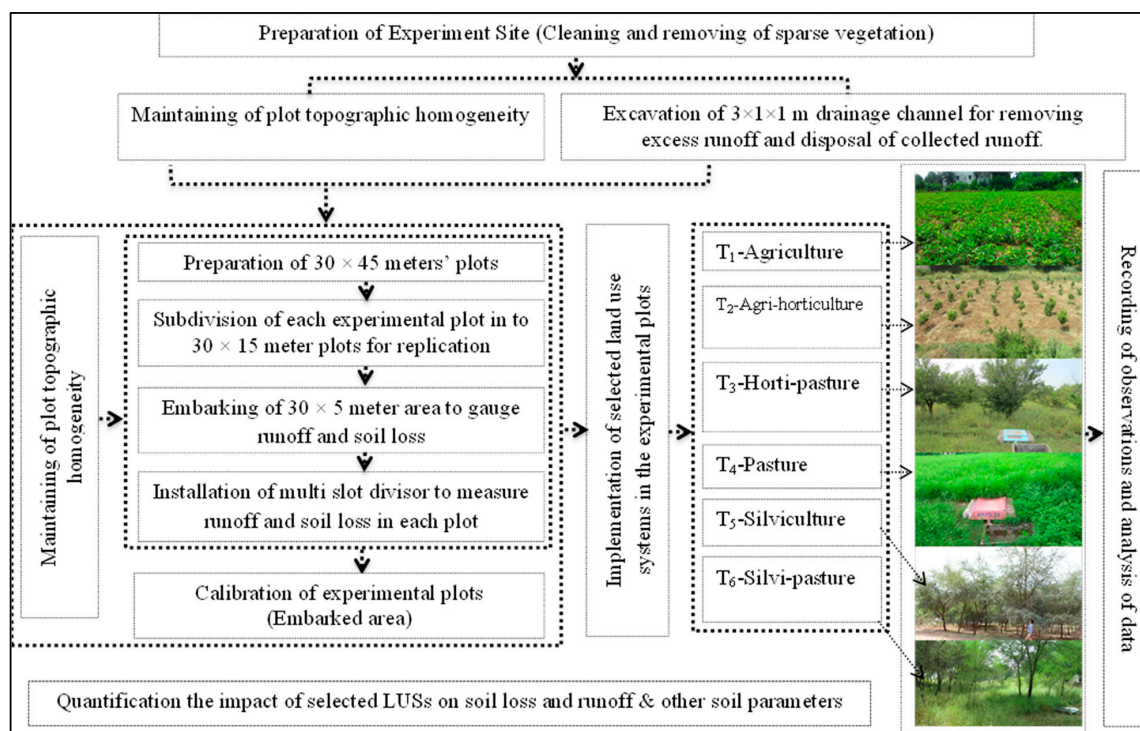 Preparation of Experiment Site (Cleaning and removing of sparse vegetation)
Maintaining of plot topographic homogeneity
Excavation of 3×1×1 m drainage channel for removing
excess runoff and disposal of collected runoff.
Maintaining of plot topographic
homogeneity
Preparation of 30 × 45 meters’ plots
Subdivision of each experimental plot in to
30 × 15 meter plots for replication
Embarking of 30 × 5 meter area to gauge
runoff and soil loss
Installation of multi slot divisor to measure
runoff and soil loss in each plot
Calibration of experimental plots
(Embarked area)
Implementation of selected land use
systems in the experimental plots
T₁-Agriculture
T₂-Agri-horticulture
T₃-Horti-pasture
T₄-Pasture
T₅-Silviculture
T₆-Silvi-pasture
Recording of observations and analysis of data
Quantification the impact of selected LUSs on soil loss and runoff & other soil parameters